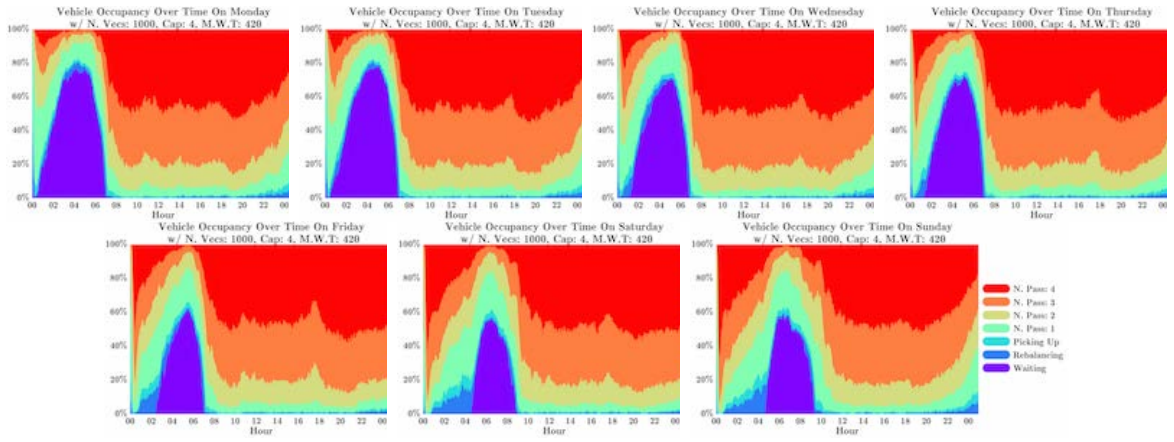 Vehicle Occupancy Over Time On Monday
w/ N. Vecs: 1000, Cap: 4, M.W.T: 420
Vehicle Occupancy Over Time On Tuesday
w/ N. Vecs: 1000, Cap: 4, M.W.T: 420
Vehicle Occupancy Over Time On Wednesday
w/ N. Vecs: 1000, Cap: 4, M.W.T: 420
Vehicle Occupancy Over Time On Thursday
w/ N. Vecs: 1000, Cap: 4, M.W.T: 420
100% 100% 100% 100%
80% 80% 80% 80%
60% 60% 60% 60%
40% 40% 40% 40%
20% 20% 20% 20%
0% 0% 0% 0%
00 02 04 06 08 10 12 14 16 18 20 22 00
00 02 04 06 08 10 12 14 16 18 20 22 00
00 02 04 06 08 10 12 14 16 18 20 22 00
00 02 04 06 08 10 12 14 16 18 20 22 00
Hour Hour Hour Hour
Vehicle Occupancy Over Time On Friday
w/ N. Vecs: 1000, Cap: 4, M.W.T: 420
Vehicle Occupancy Over Time On Saturday
w/ N. Vecs: 1000, Cap: 4, M.W.T: 420
Vehicle Occupancy Over Time On Sunday
w/ N. Vecs: 1000, Cap: 4, M.W.T: 420
100% 100% 100%
80% 80% 80%
60% 60% 60%
40% 40% 40%
20% 20% 20%
0% 0% 0%
00 02 04 06 08 10 12 14 16 18 20 22 00
00 02 04 06 08 10 12 14 16 18 20 22 00
00 02 04 06 08 10 12 14 16 18 20 22 00
Hour Hour Hour
N. Pass: 4
N. Pass: 3
N. Pass: 2
N. Pass: 1
Picking Up
Rebalancing
Waiting